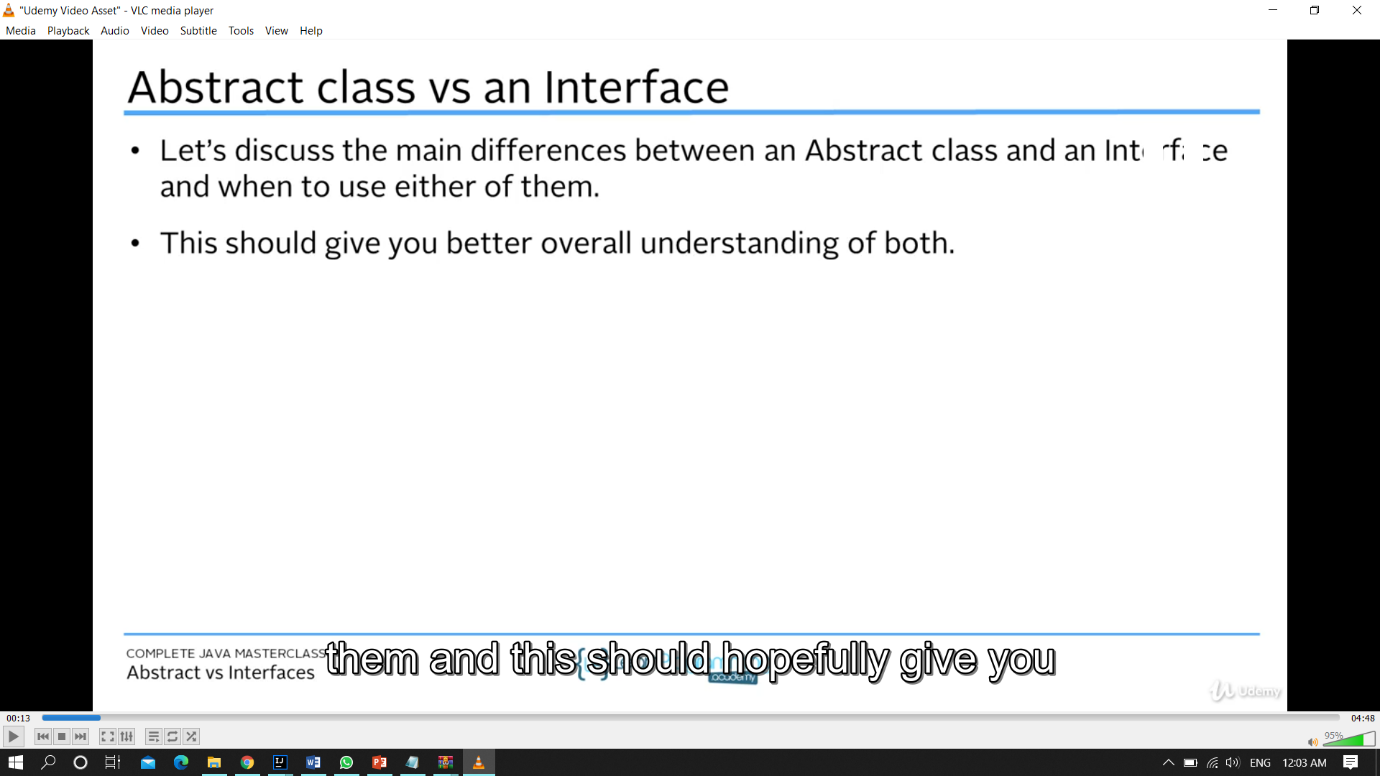 "Udemy Video Asset" - VLC media player
Media Playback Audio Video Subtitle Tools View Help
Abstract class vs an Interface
• Let's discuss the main differences between an Abstract class and an Interface
and when to use either of them.
• This should give you better overall understanding of both.
COMPLETE JAVA MASTERCLASS
Abstract vs Interfaces
them and this should hopefully give you
academy
Udemy
00:13
04:48
95%
ENG 12:03 AM